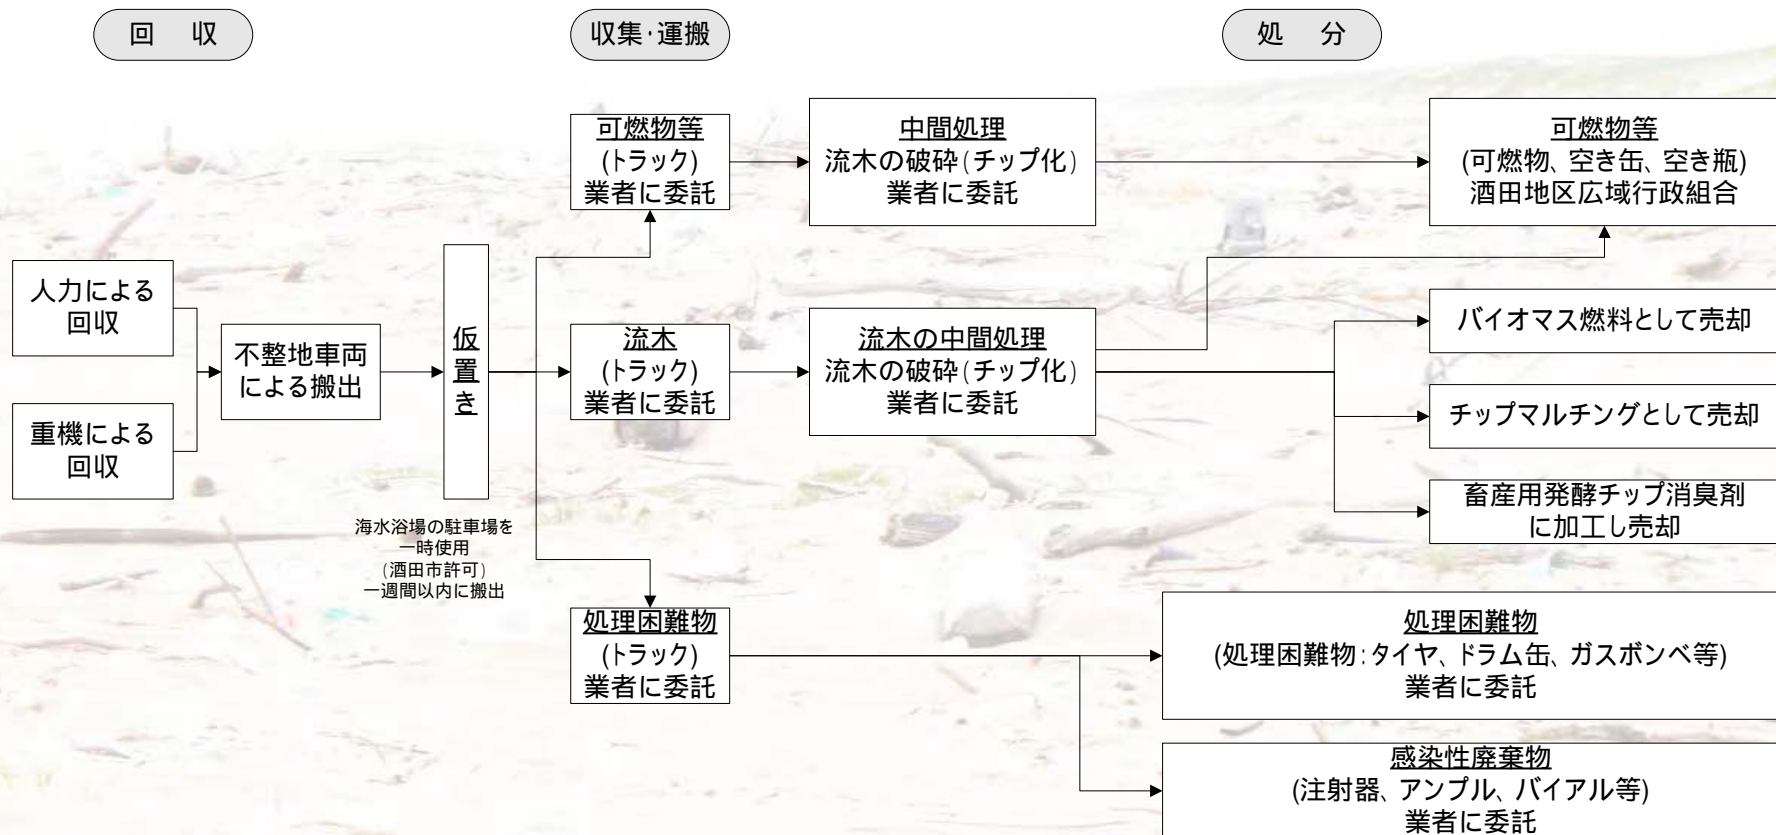 回 収
収集・運搬
処 分
人力による
回収
重機による
回収
不整地車両
による搬出
仮置き
海水浴場の駐車場を
一時使用
(酒田市許可)
一週間以内に搬出
可燃物等
(トラック)
業者に委託
中間処理
流木の破砕(チップ化)
業者に委託
可燃物等
(可燃物、空き缶、空き瓶)
酒田地区広域行政組合
流木
(トラック)
業者に委託
流木の中間処理
流木の破砕(チップ化)
業者に委託
バイオマス燃料として売却
チップマルチングとして売却
畜産用発酵チップ消臭剤
に加工し売却
処理困難物
(トラック)
業者に委託
処理困難物
(処理困難物:タイヤ、ドラム缶、ガスボンベ等)
業者に委託
感染性廃棄物
(注射器、アンプル、バイアル等)
業者に委託